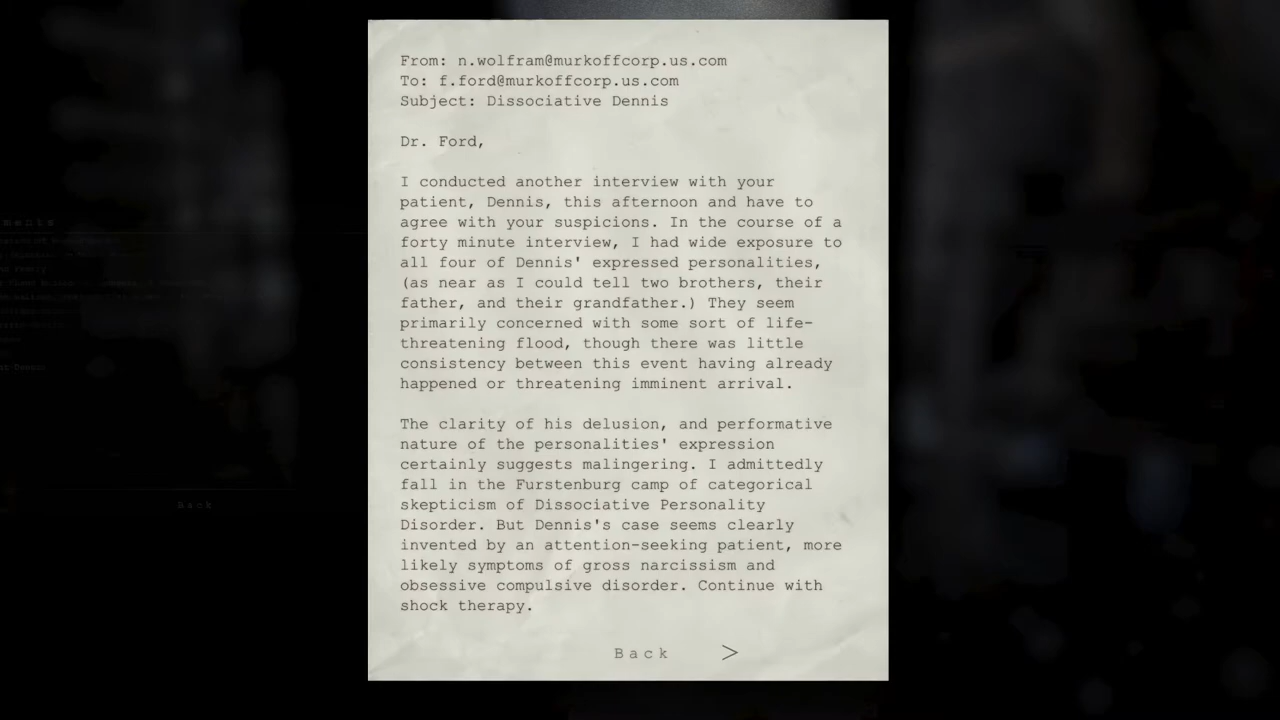 From: n.wolfram@murkoffcorp.us.com
To: f.ford@murkoffcorp.us.com
Subject: Dissociative Dennis
Dr. Ford,
I conducted another interview with your
patient, Dennis, this afternoon and have to
agree with your suspicions. In the course of a
forty minute interview, I had wide exposure to
all four of Dennis' expressed personalities,
(as near as I could tell two brothers, their
father, and their grandfather.) They seem
primarily concerned with some sort of life-
threatening flood, though there was little
consistency between this event having already
happened or threatening imminent arrival.
The clarity of his delusion, and performative
nature of the personalities' expression
certainly suggests malingering. I admittedly
fall in the Furstenburg camp of categorical
skepticism of Dissociative Personality
Disorder. But Dennis's case seems clearly
invented by an attention-seeking patient, more
likely symptoms of gross narcissism and
obsessive compulsive disorder. Continue with
shock therapy.
Back >
Back